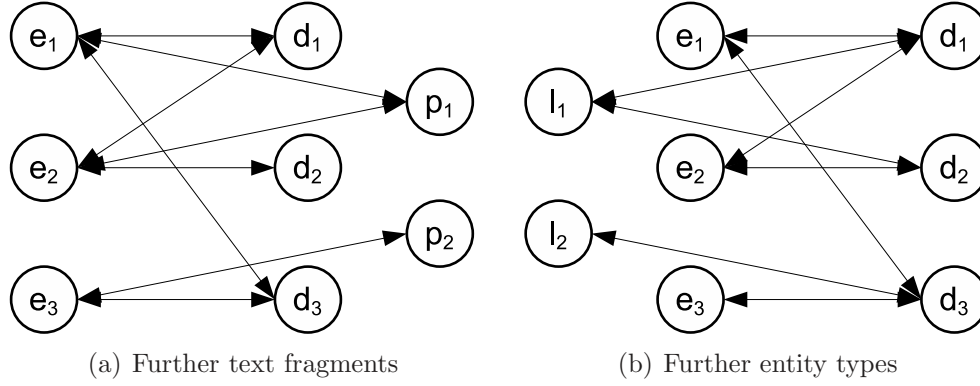 e₁ d₁ e₁ d₁
p₁ l₁
e₂ d₂ e₂ d₂
p₂ l₂
e₃ d₃ e₃ d₃
(a) Further text fragments (b) Further entity types